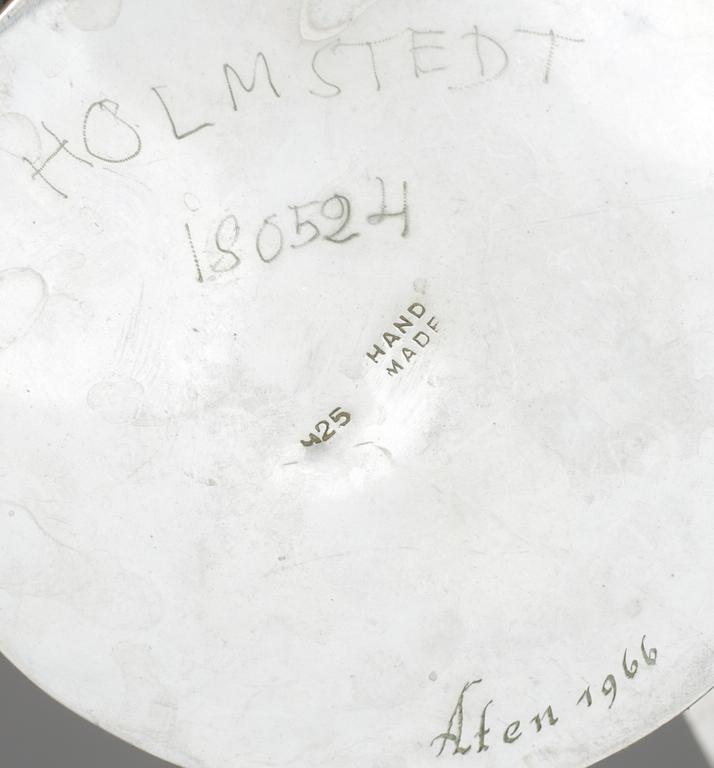 HOLMSTEDT
180524
HAND
MADE
925
Aten 1966